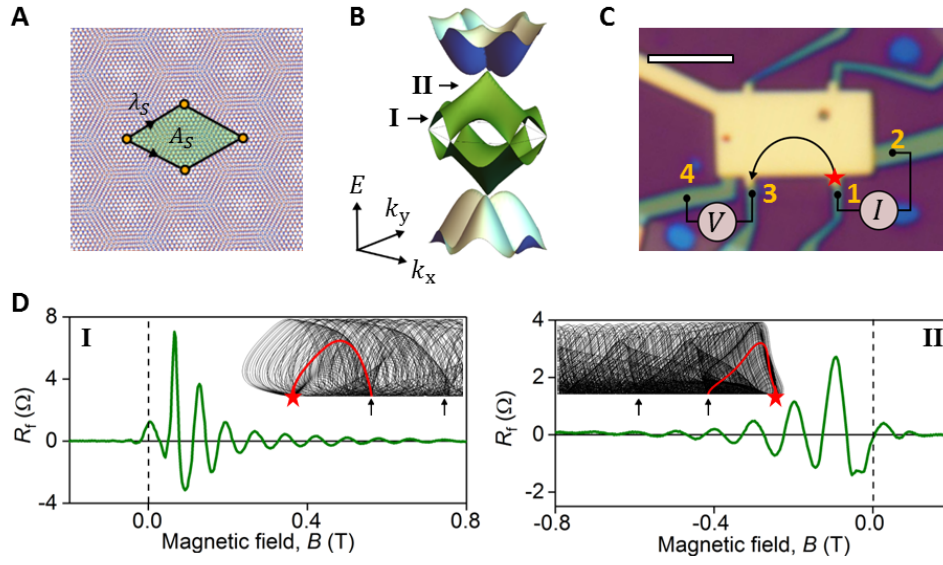 A
λS
AS
B
II
I
E
ky
kx
C
2
4
3
1
V
I
D
I
8
4
0
-4
Rf (Ω)
0.0
0.4
0.8
Magnetic field, B (T)
II
4
2
0
-2
Rf (Ω)
-0.8
-0.4
0.0
Magnetic field, B (T)